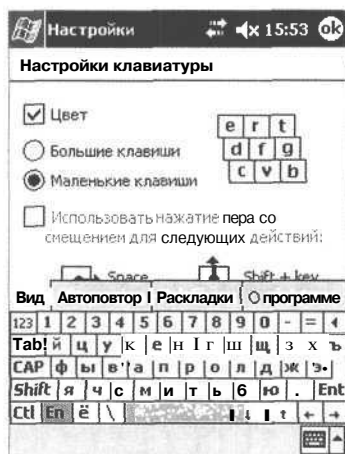 Настройки 15:53 ok
Настройки клавиатуры
Цвет
e r t
Большие клавиши
d f g
Маленькие клавиши
c v b
Использовать нажатие пера со
смещением для следующих действий:
Space Shift + key
Вид Автоповтор Раскладки О программе
123 1 2 3 4 5 6 7 8 9 0 - =
Tab й ц у к е н г ш щ з х ъ
CAP ф ы в а п р о л д ж э
Shift я ч с м и т ь б ю . Ent
Ctl En ё \